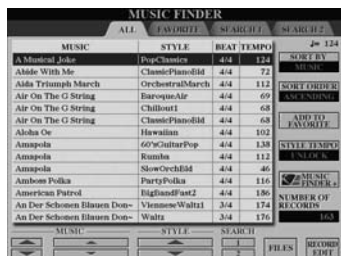 MUSIC FINDER
ALL FAVORITE SEARCH 1 SEARCH 2
MUSIC STYLE BEAT TEMPO
A Musical Joke PopClassics 4/4 124
Abide With Me ClassicPianoBld 4/4 72
Aida Triumph March OrchestralMarch 4/4 112
Air On The G String BaroqueAir 4/4 69
Air On The G String Chillout1 4/4 68
Air On The G String ClassicPianoBld 4/4 68
Aloha Oe Hawaiian 4/4 102
Amapola 60'sGuitarPop 4/4 138
Amapola Rumba 4/4 112
Amapola SlowOrchBld 4/4 46
Amboss Polka PartyPolka 4/4 116
American Patrol BigBandFast2 4/4 186
An Der Schonen Blauen Don~ VienneseWaltz1 3/4 174
An Der Schonen Blauen Don~ Waltz 3/4 176
124
SORT BY
MUSIC
SORT ORDER
ASCENDING
ADD TO
FAVORITE
STYLE TEMPO
UNLOCK
MUSIC
FINDER+
NUMBER OF
RECORDS
163
MUSIC STYLE SEARCH
1
2
FILES
RECORD
EDIT